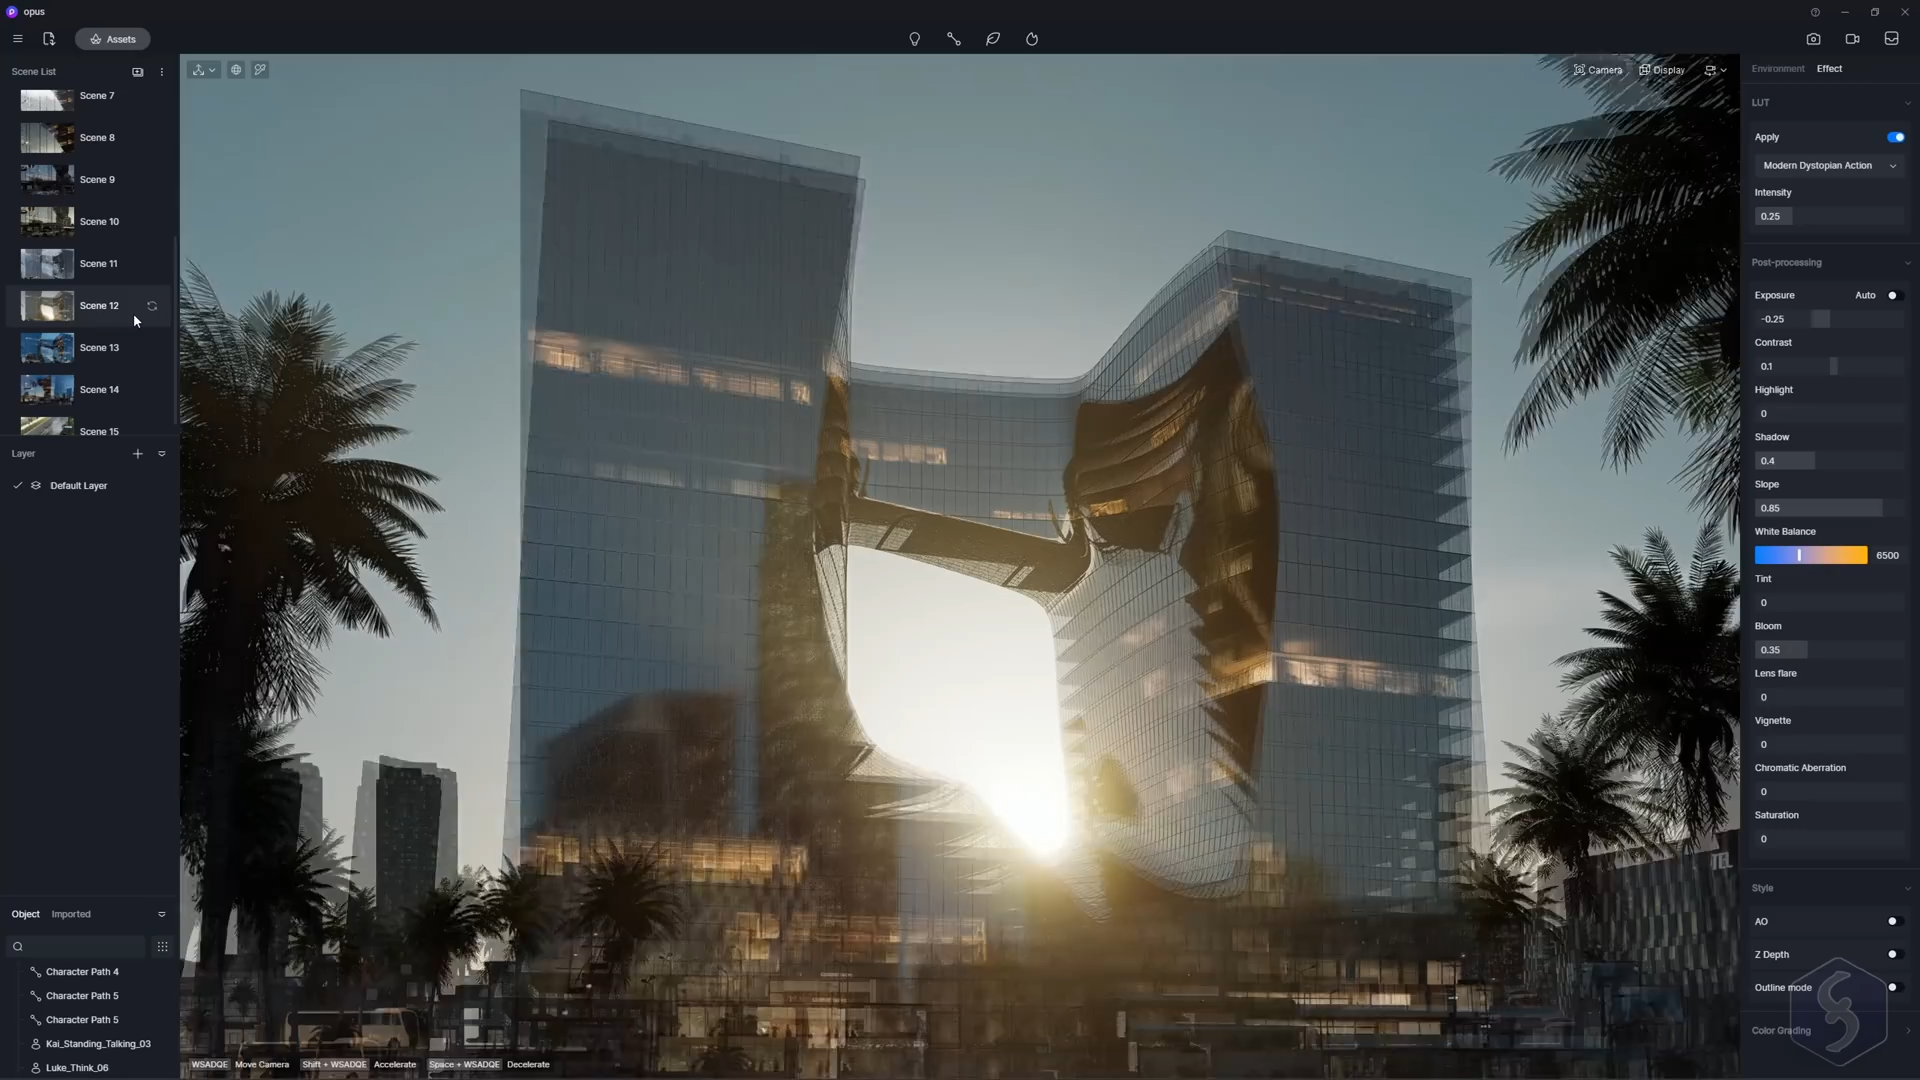 opus
Assets
Scene List
Scene 7
Scene 8
Scene 9
Scene 10
Scene 11
Scene 12
Scene 13
Scene 14
Scene 15
Layer
Default Layer
Object
Imported
Character Path 4
Character Path 5
Character Path 5
Kai_Standing_Talking_03
Luke_Think_06
Camera
Display
WSADQE Move Camera Shift + WSADQE Accelerate Space + WSADQE Decelerate
Environment Effect
LUT
Apply
Modern Dystopian Action
Intensity
0.25
Post-processing
Exposure Auto
-0.25
Contrast
0.1
Highlight
0
Shadow
0.4
Slope
0.85
White Balance
6500
Tint
0
Bloom
0.35
Lens flare
0
Vignette
0
Chromatic Aberration
0
Saturation
0
Style
AO
Z Depth
Outline mode
Color Grading